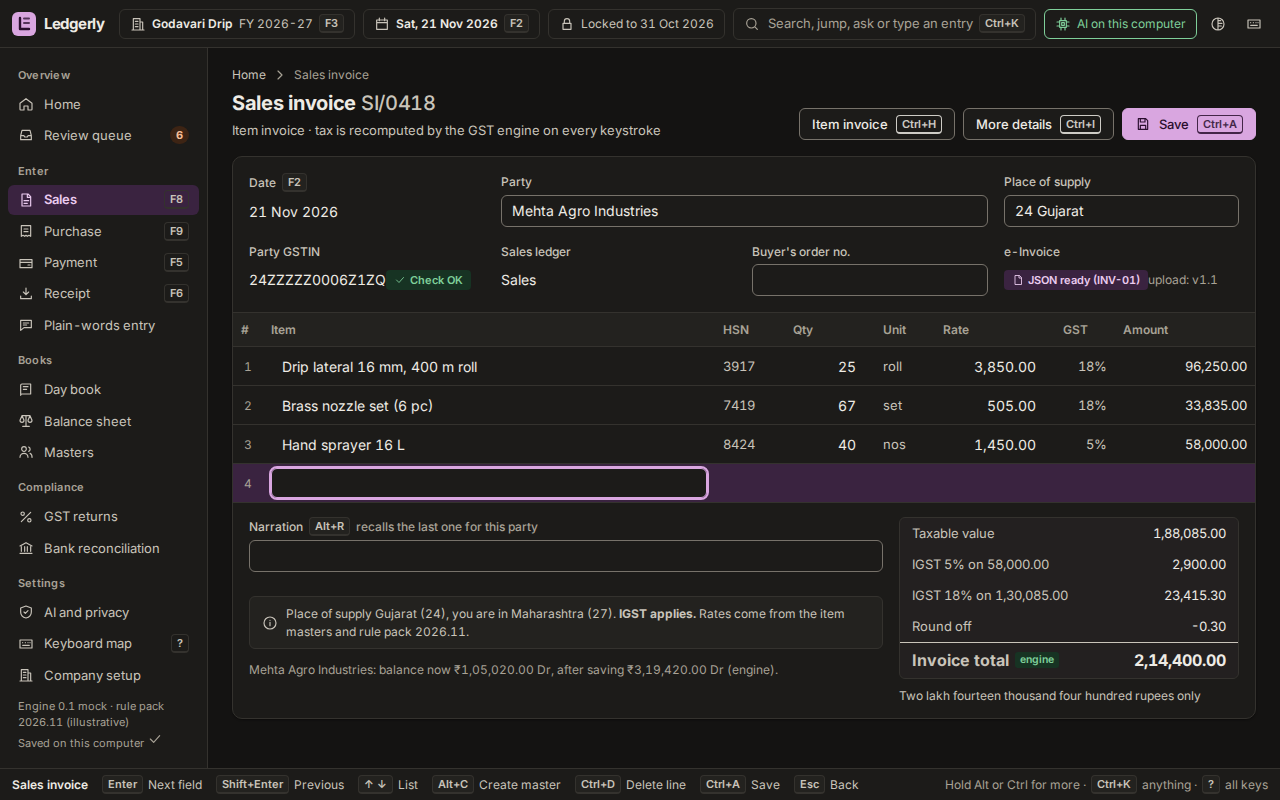 Ledgerly
Godavari Drip FY 2026-27 F3
Sat, 21 Nov 2026 F2
Locked to 31 Oct 2026
Search, jump, ask or type an entry Ctrl+K
AI on this computer
Overview
Home
Review queue 6
Enter
Sales F8
Purchase F9
Payment F5
Receipt F6
Plain-words entry
Books
Day book
Balance sheet
Masters
Compliance
GST returns
Bank reconciliation
Settings
AI and privacy
Keyboard map ?
Company setup
Engine 0.1 mock · rule pack
2026.11 (illustrative)
Saved on this computer
Home > Sales invoice
Sales invoice SI/0418
Item invoice · tax is recomputed by the GST engine on every keystroke
Item invoice Ctrl+H
More details Ctrl+I
Save Ctrl+A
Date F2
21 Nov 2026
Party
Mehta Agro Industries
Place of supply
24 Gujarat
Party GSTIN
24ZZZZZ0006Z1ZQ Check OK
Sales ledger
Sales
Buyer's order no.
e-Invoice
JSON ready (INV-01) upload: v1.1
# Item HSN Qty Unit Rate GST Amount
1 Drip lateral 16 mm, 400 m roll 3917 25 roll 3,850.00 18% 96,250.00
2 Brass nozzle set (6 pc) 7419 67 set 505.00 18% 33,835.00
3 Hand sprayer 16 L 8424 40 nos 1,450.00 5% 58,000.00
4
Narration Alt+R recalls the last one for this party
Place of supply Gujarat (24), you are in Maharashtra (27). IGST applies. Rates come from the item
masters and rule pack 2026.11.
Mehta Agro Industries: balance now ₹1,05,020.00 Dr, after saving ₹3,19,420.00 Dr (engine).
Taxable value 1,88,085.00
IGST 5% on 58,000.00 2,900.00
IGST 18% on 1,30,085.00 23,415.30
Round off -0.30
Invoice total engine 2,14,400.00
Two lakh fourteen thousand four hundred rupees only
Sales invoice Enter Next field Shift+Enter Previous ↑↓ List Alt+C Create master Ctrl+D Delete line Ctrl+A Save Esc Back
Hold Alt or Ctrl for more · Ctrl+K anything · ? all keys